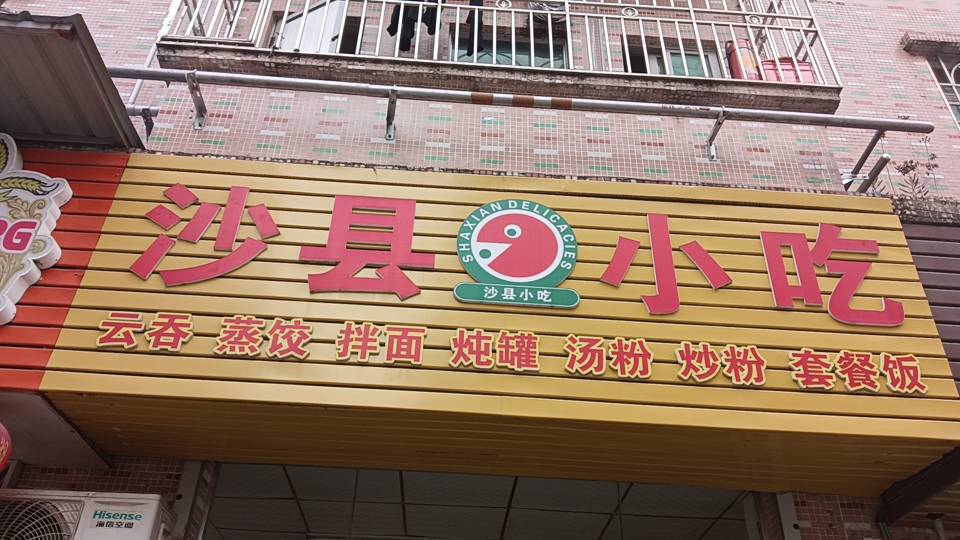 沙县小吃
SHAXIAN DELICACIES
沙县小吃
云吞 蒸饺 拌面 炖罐 汤粉 炒粉 套餐饭
Hisense
海信空调